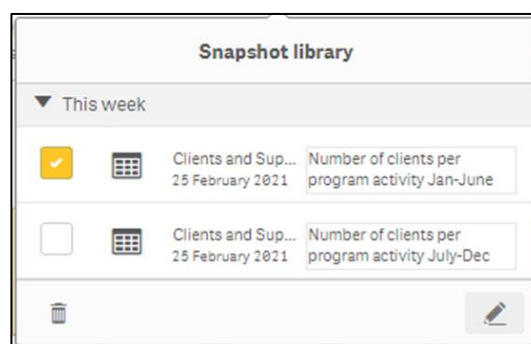 Snapshot library
This week
Clients and Sup...
25 February 2021
Number of clients per
program activity Jan-June
Clients and Sup...
25 February 2021
Number of clients per
program activity July-Dec